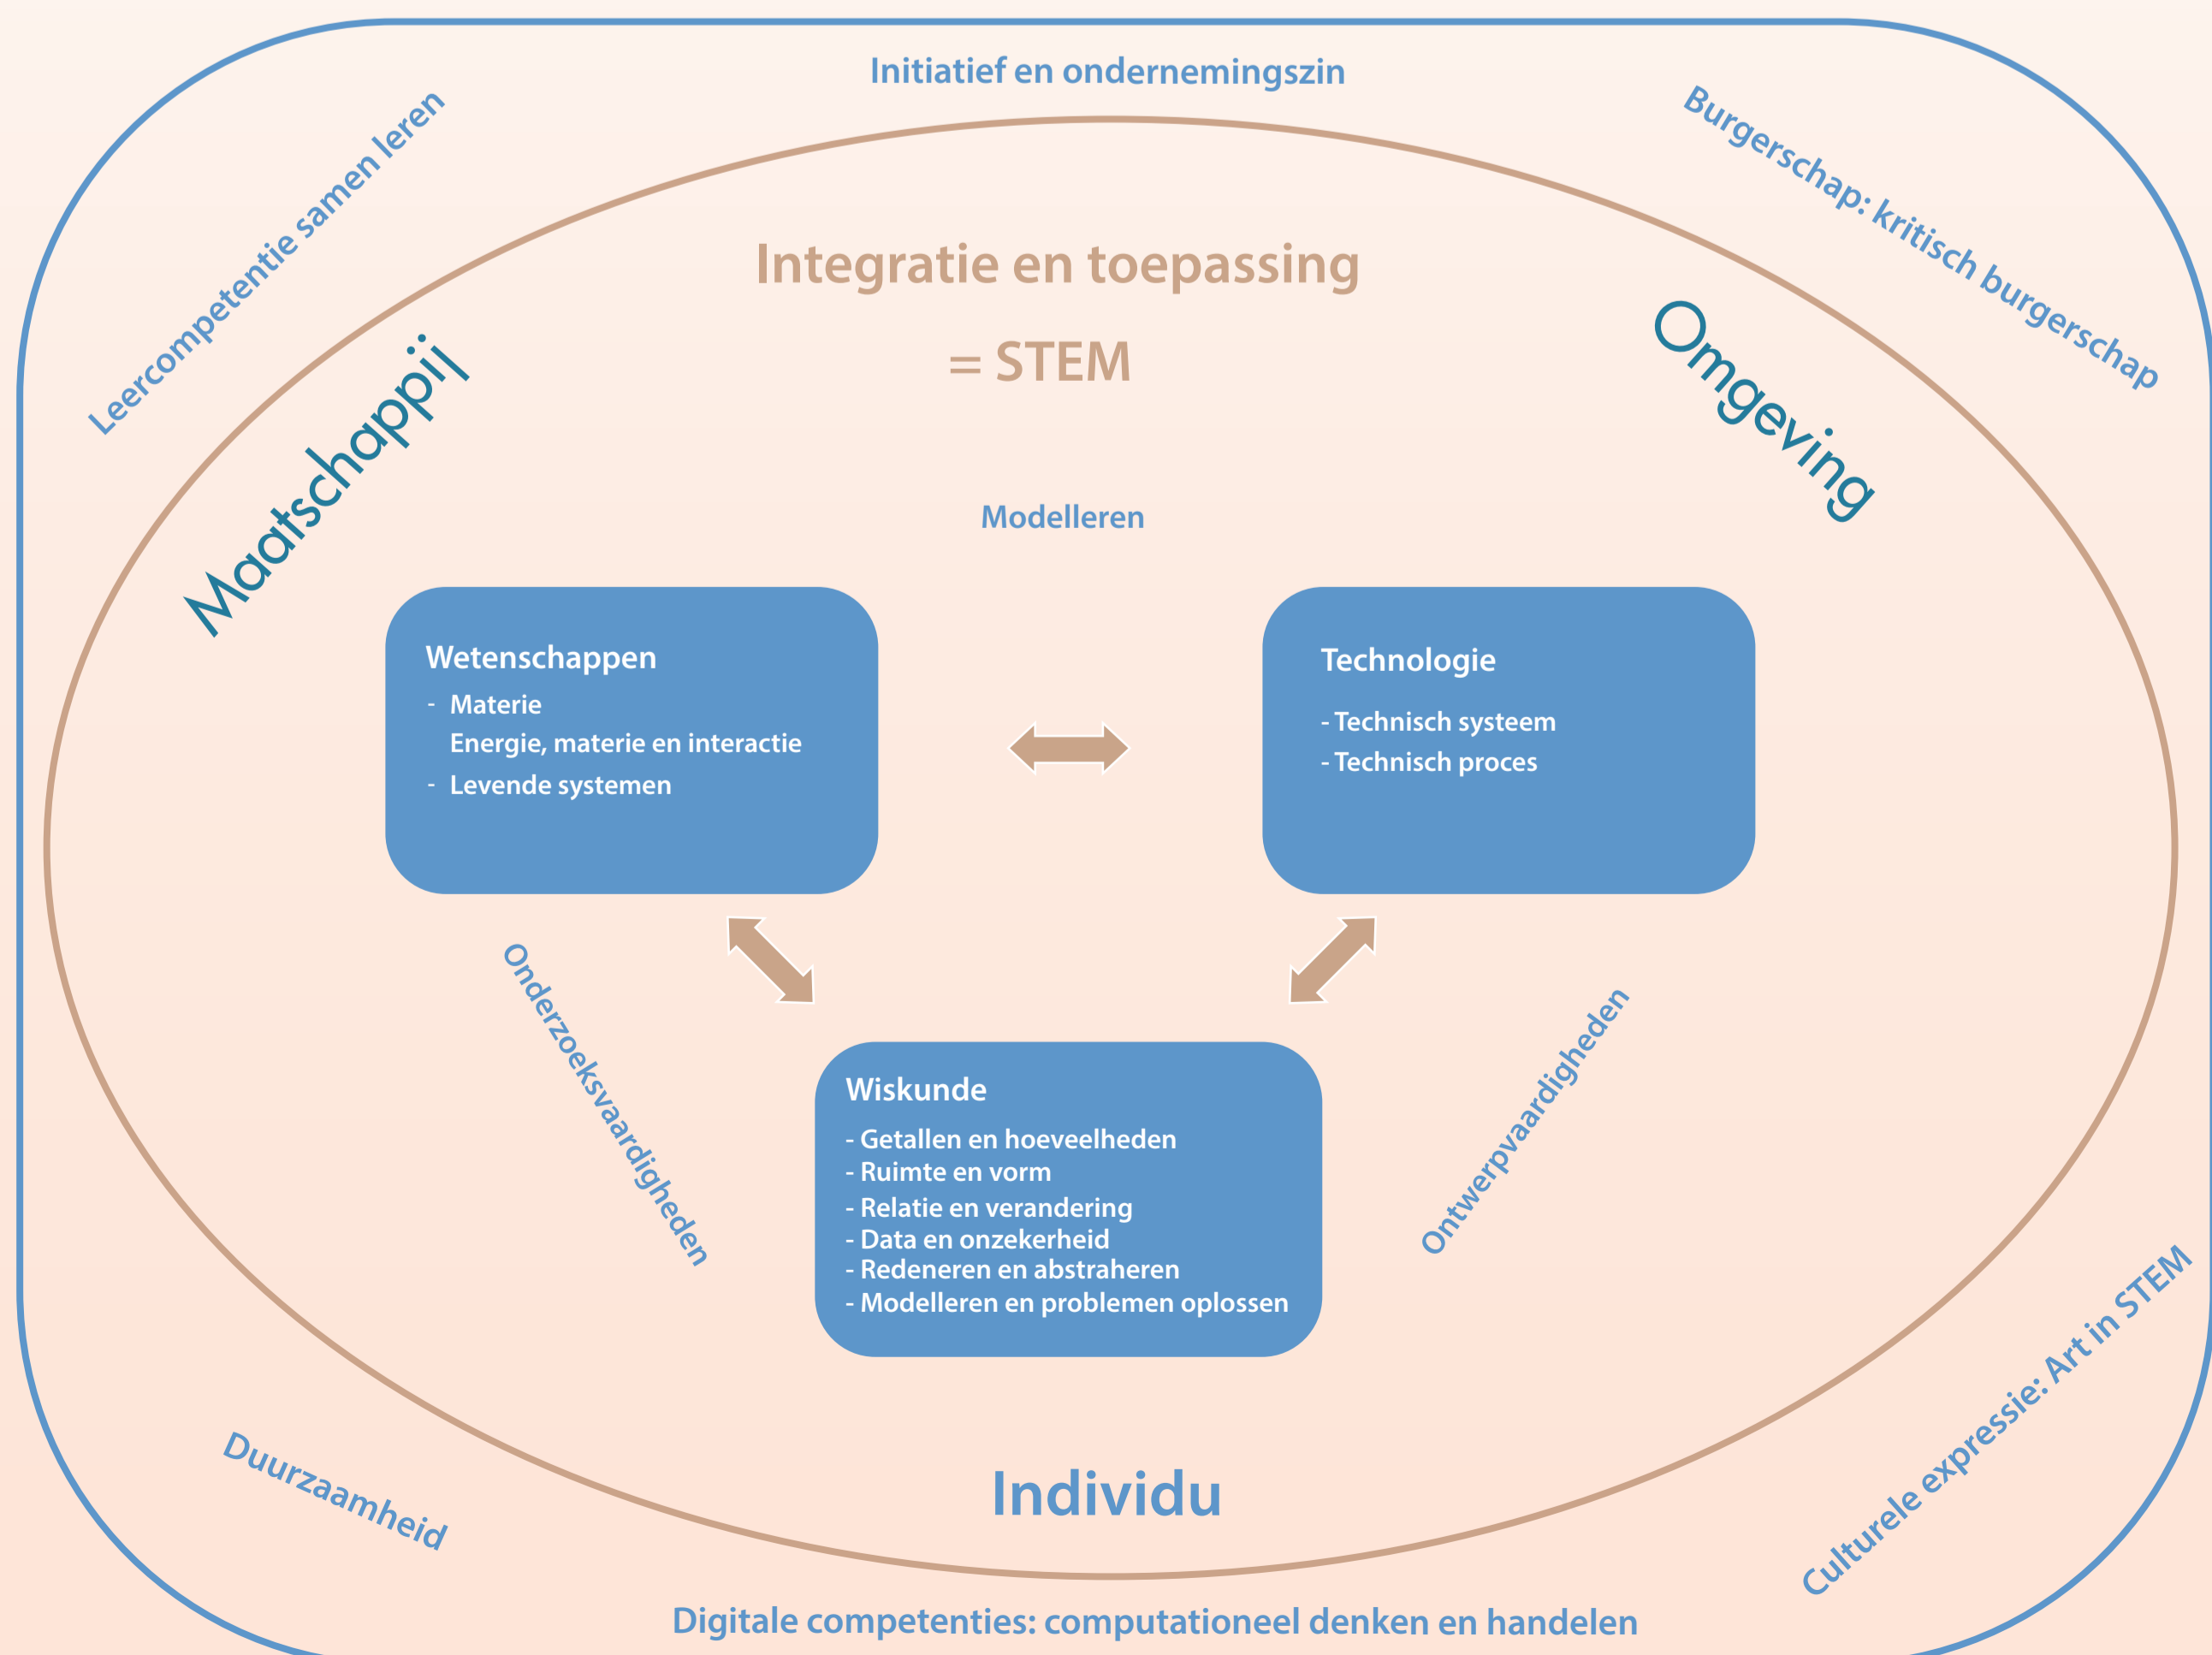 Initiatief en ondernemingszin
Leercompetentie samen leren
Burgerschap: kritisch burgerschap
Integratie en toepassing
= STEM
Maatschappij
Omgeving
Modelleren
Wetenschappen
- Materie
Energie, materie en interactie
- Levende systemen
Technologie
- Technisch systeem
- Technisch proces
Onderzoeksvaardigheden
Ontwerpvaardigheden
Wiskunde
- Getallen en hoeveelheden
- Ruimte en vorm
- Relatie en verandering
- Data en onzekerheid
- Redeneren en abstraheren
- Modelleren en problemen oplossen
Individu
Duurzaamheid
Culturele expressie: Art in STEM
Digitale competenties: computationeel denken en handelen